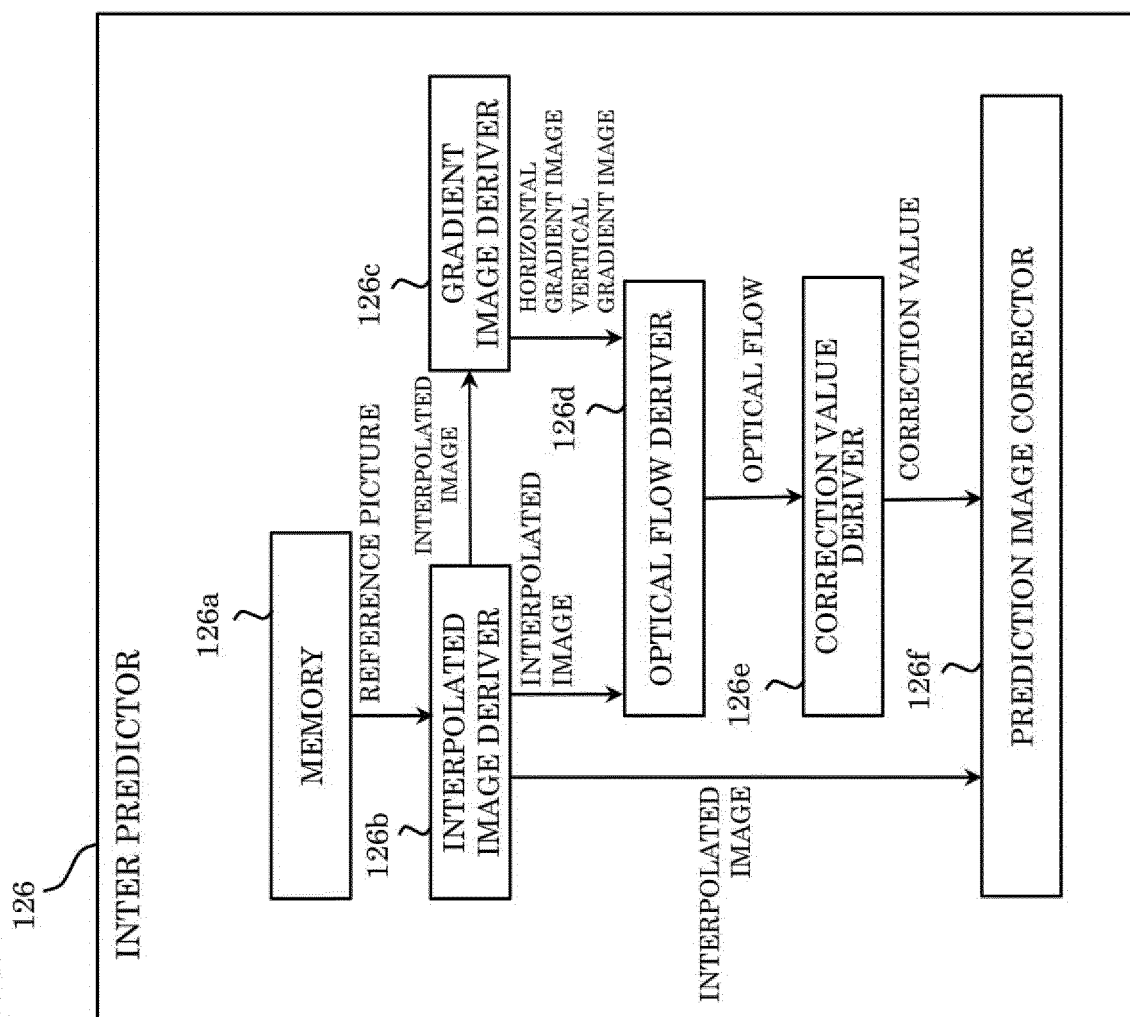 126
INTER PREDICTOR
126a
MEMORY
REFERENCE PICTURE
126b
INTERPOLATED
IMAGE DERIVER
INTERPOLATED
IMAGE
126c
GRADIENT
IMAGE DERIVER
HORIZONTAL
GRADIENT IMAGE
VERTICAL
GRADIENT IMAGE
INTERPOLATED
IMAGE
126d
OPTICAL FLOW DERIVER
OPTICAL FLOW
126e
CORRECTION VALUE
DERIVER
CORRECTION VALUE
INTERPOLATED
IMAGE
126f
PREDICTION IMAGE CORRECTOR